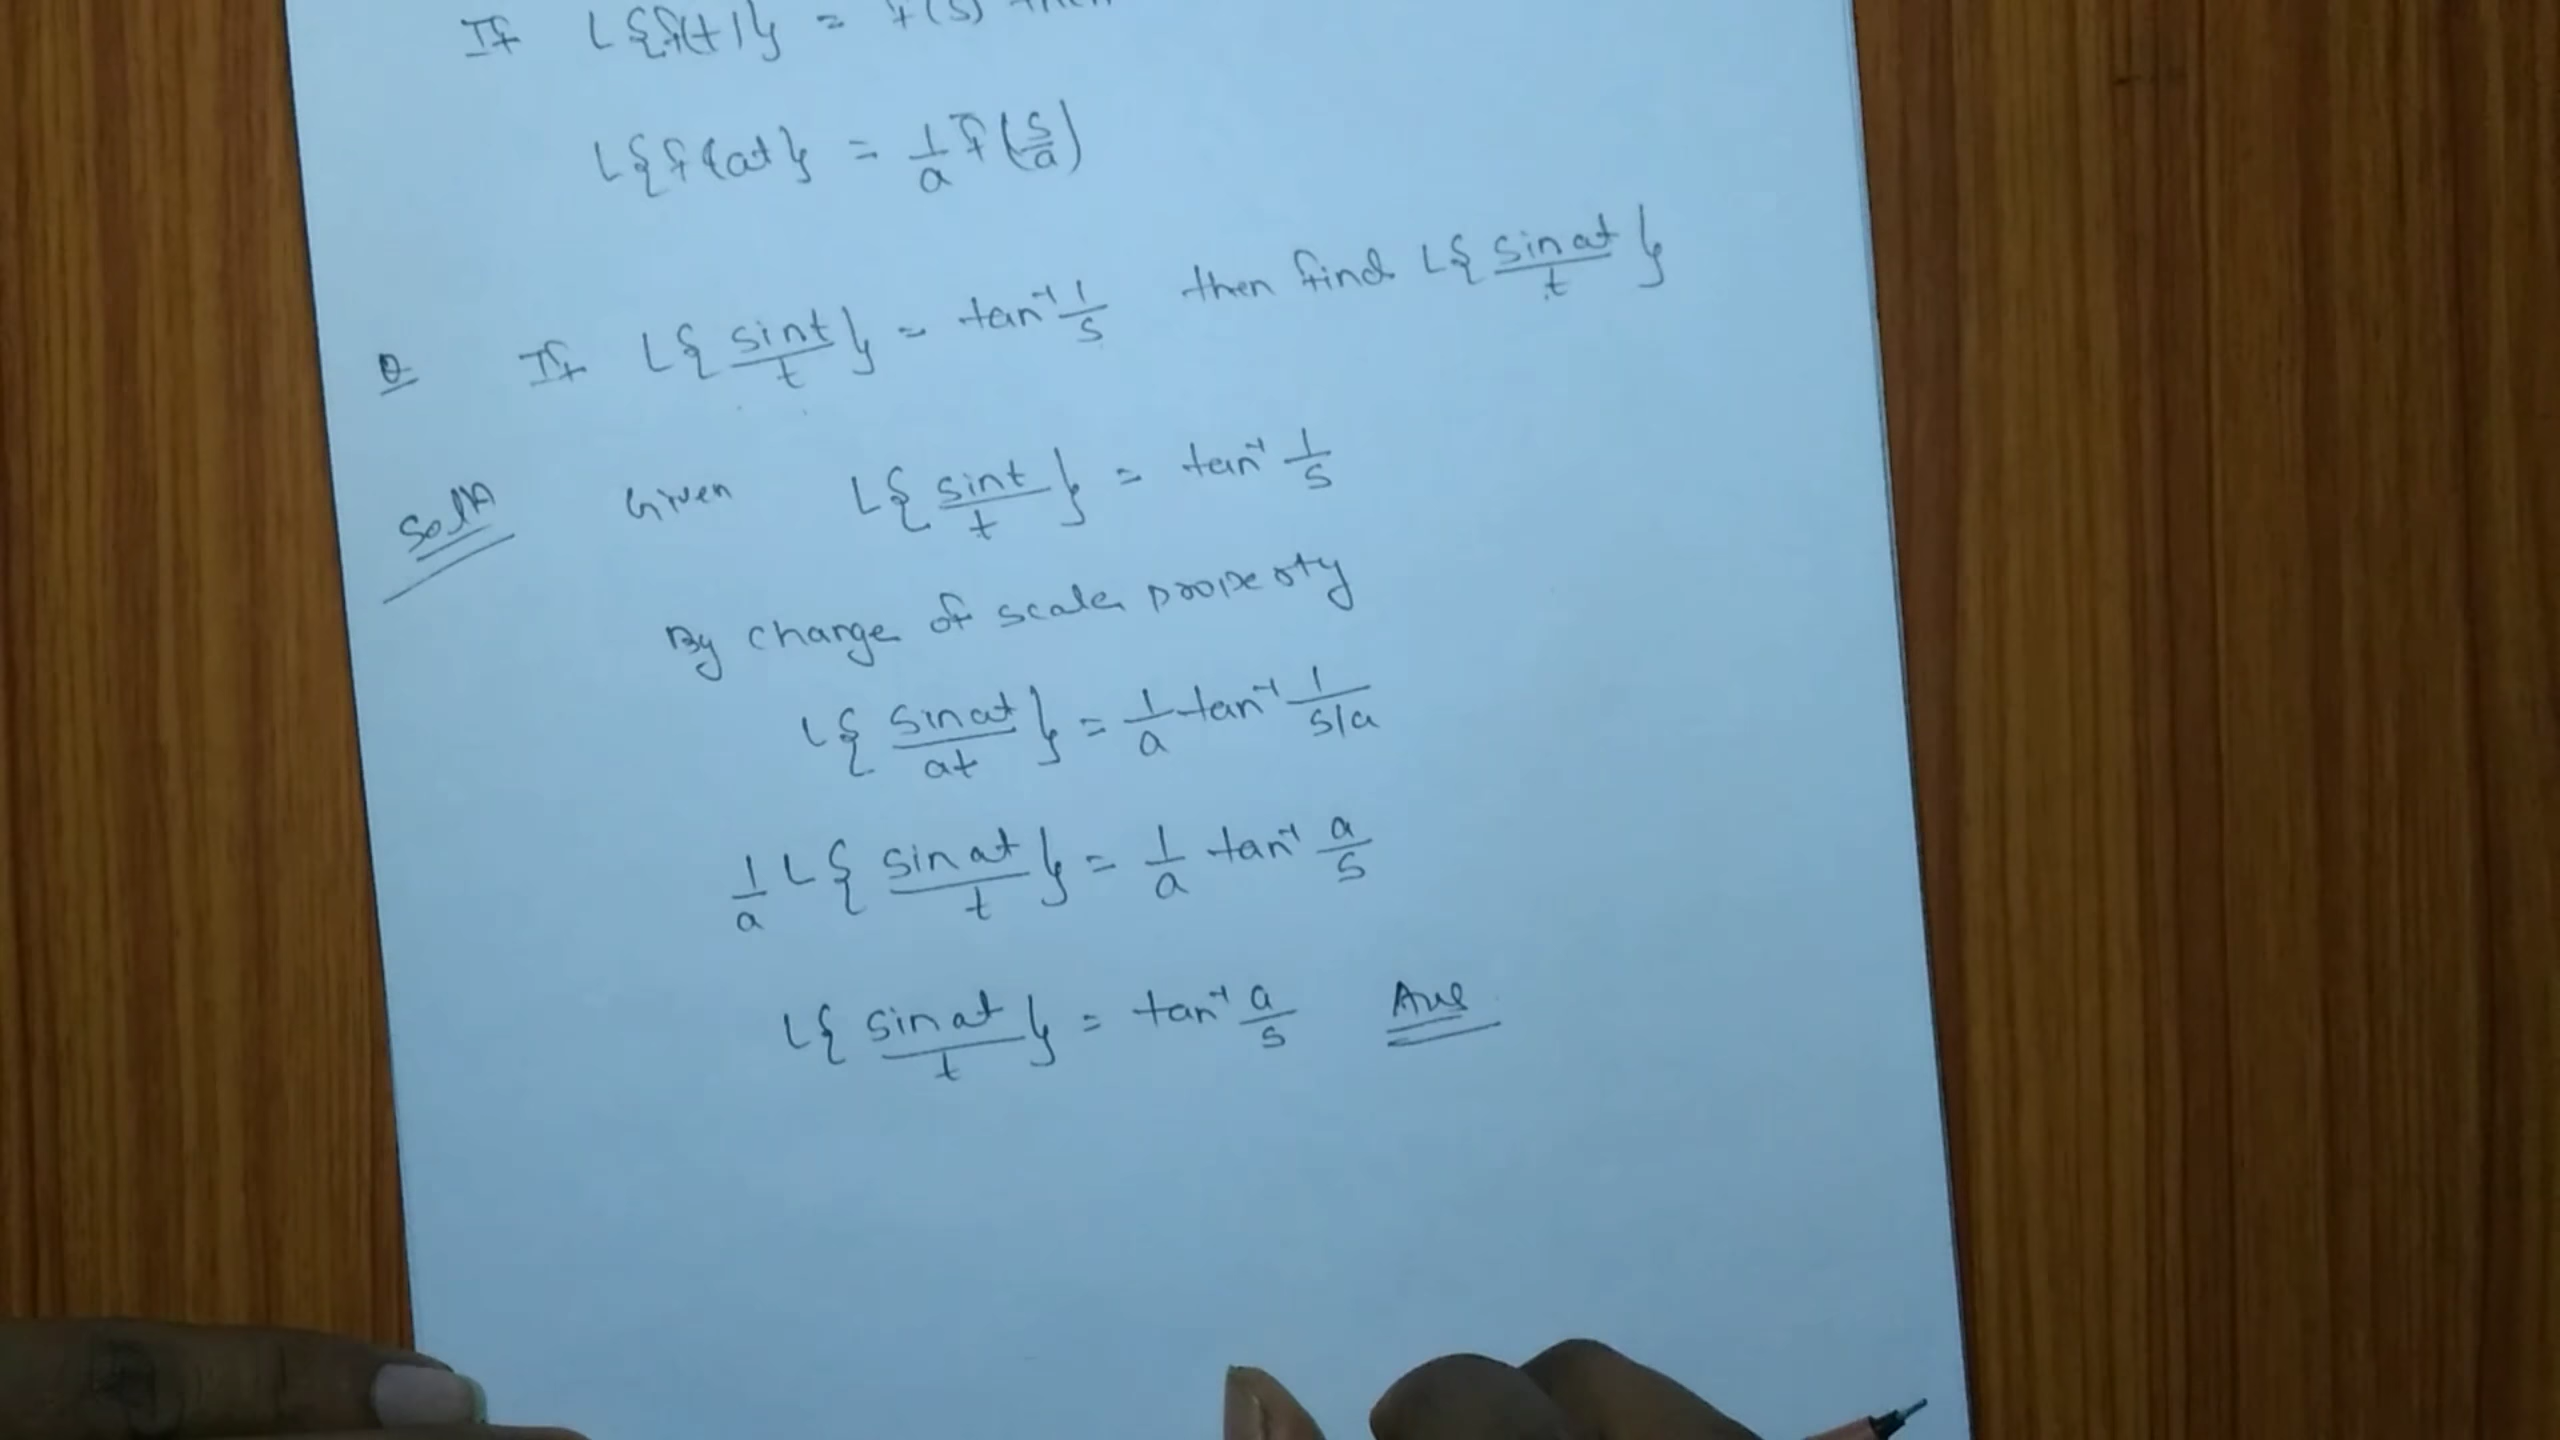 If L{f(t)} = f̄(s) then
L{f(at)} = 1/a f̄(s/a)
Q If L{sint/t} = tan⁻¹ 1/s then find L{sinat/t}
Soln Given L{sint/t} = tan⁻¹ 1/s
By change of scale property
L{sinat/at} = 1/a tan⁻¹ 1/s/a
1/a L{sinat/t} = 1/a tan⁻¹ a/s
L{sinat/t} = tan⁻¹ a/s Ans